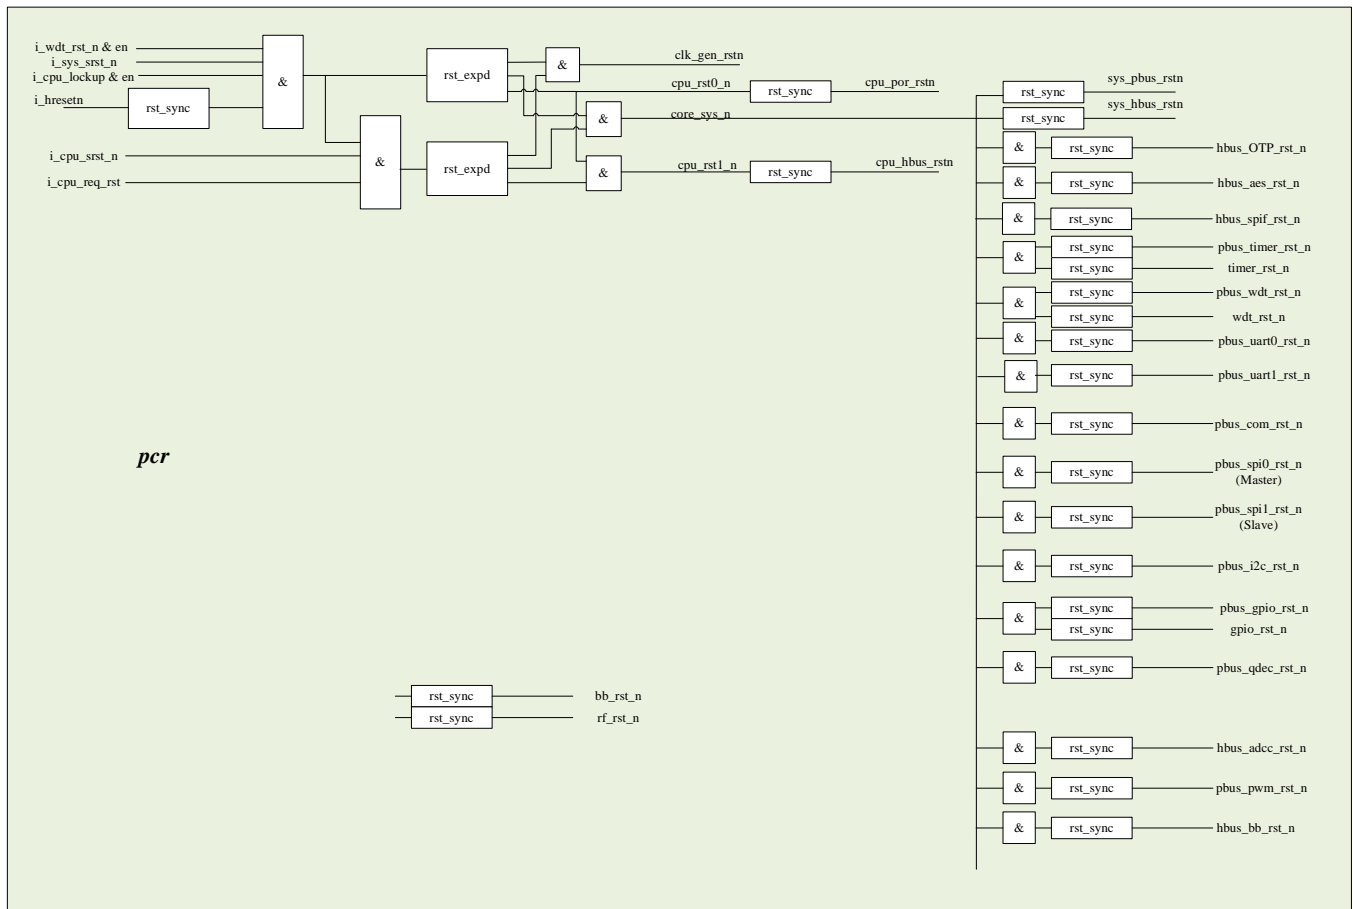 i_wdt_rst_n & en
i_sys_srst_n
i_cpu_lockup & en
i_hresetn
rst_sync
&
i_cpu_srst_n
i_cpu_req_rst
&
rst_expd
rst_expd
&
&
&
clk_gen_rstn
cpu_rst0_n
rst_sync
cpu_por_rstn
core_sys_n
cpu_rst1_n
rst_sync
cpu_hbus_rstn
rst_sync
sys_pbus_rstn
rst_sync
sys_hbus_rstn
&
rst_sync
hbus_OTP_rst_n
&
rst_sync
hbus_aes_rst_n
&
rst_sync
hbus_spif_rst_n
&
rst_sync
pbus_timer_rst_n
rst_sync
timer_rst_n
&
rst_sync
pbus_wdt_rst_n
rst_sync
wdt_rst_n
&
rst_sync
pbus_uart0_rst_n
&
rst_sync
pbus_uart1_rst_n
&
rst_sync
pbus_com_rst_n
&
rst_sync
pbus_spi0_rst_n
(Master)
&
rst_sync
pbus_spi1_rst_n
(Slave)
&
rst_sync
pbus_i2c_rst_n
&
rst_sync
pbus_gpio_rst_n
rst_sync
gpio_rst_n
&
rst_sync
pbus_qdec_rst_n
&
rst_sync
hbus_adcc_rst_n
&
rst_sync
pbus_pwm_rst_n
&
rst_sync
hbus_bb_rst_n
pcr
rst_sync
bb_rst_n
rst_sync
rf_rst_n